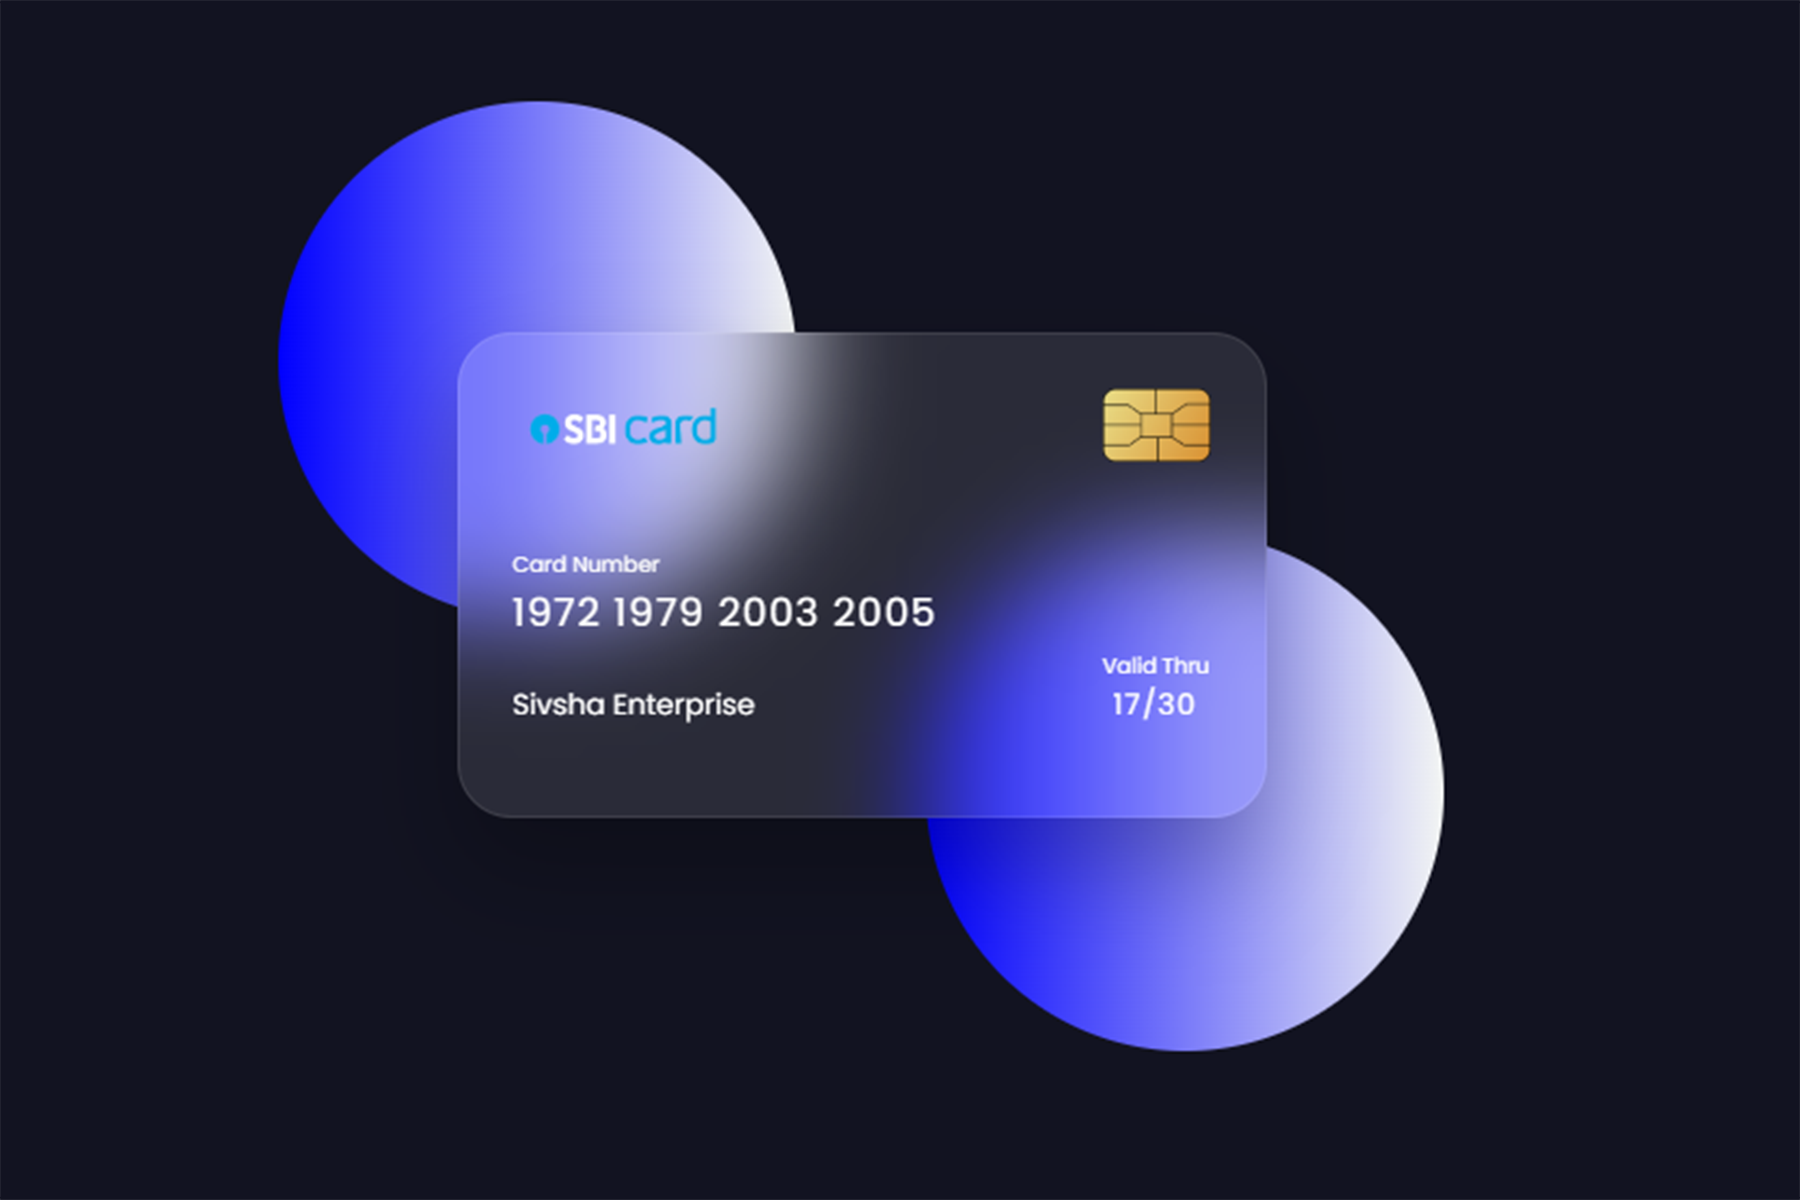 SBI card
Card Number
1972 1979 2003 2005
Valid Thru
Sivsha Enterprise
17/30